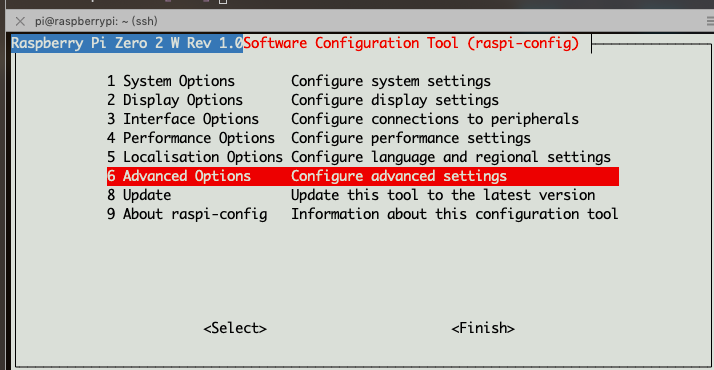 pi@raspberrypi: ~ (ssh)
Raspberry Pi Zero 2 W Rev 1.0 Software Configuration Tool (raspi-config)
1 System Options Configure system settings
2 Display Options Configure display settings
3 Interface Options Configure connections to peripherals
4 Performance Options Configure performance settings
5 Localisation Options Configure language and regional settings
6 Advanced Options Configure advanced settings
8 Update Update this tool to the latest version
9 About raspi-config Information about this configuration tool
<Select> <Finish>